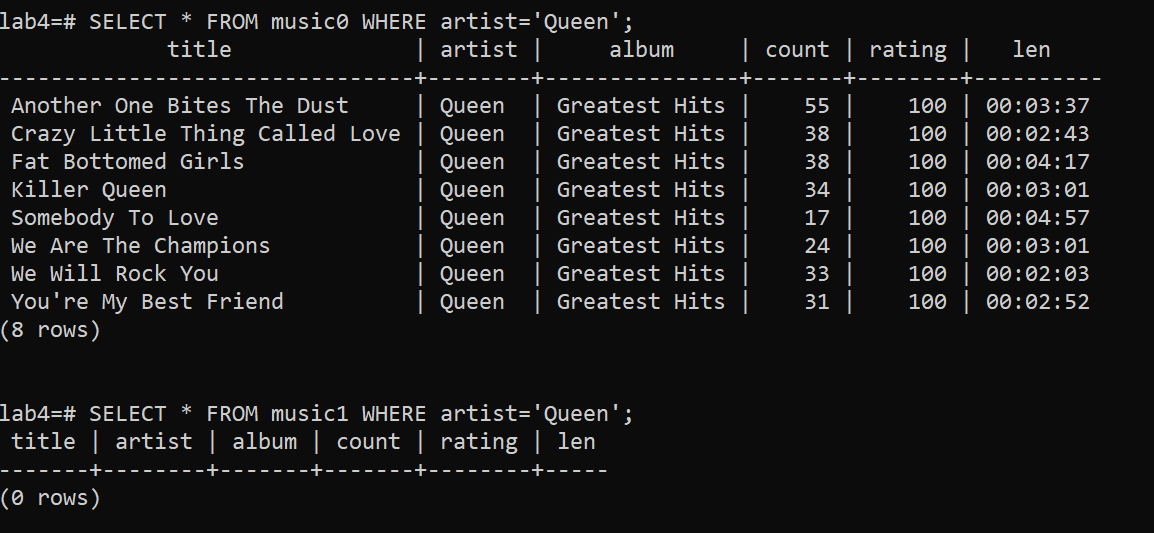 lab4=# SELECT * FROM music0 WHERE artist='Queen';
            title               | artist |     album     | count | rating |   len
--------------------------------+--------+---------------+-------+--------+----------
 Another One Bites The Dust     | Queen  | Greatest Hits |    55 |    100 | 00:03:37
 Crazy Little Thing Called Love | Queen  | Greatest Hits |    38 |    100 | 00:02:43
 Fat Bottomed Girls             | Queen  | Greatest Hits |    38 |    100 | 00:04:17
 Killer Queen                   | Queen  | Greatest Hits |    34 |    100 | 00:03:01
 Somebody To Love               | Queen  | Greatest Hits |    17 |    100 | 00:04:57
 We Are The Champions           | Queen  | Greatest Hits |    24 |    100 | 00:03:01
 We Will Rock You               | Queen  | Greatest Hits |    33 |    100 | 00:02:03
 You're My Best Friend          | Queen  | Greatest Hits |    31 |    100 | 00:02:52
(8 rows)
lab4=# SELECT * FROM music1 WHERE artist='Queen';
 title | artist | album | count | rating | len
-------+--------+-------+-------+--------+-----
(0 rows)